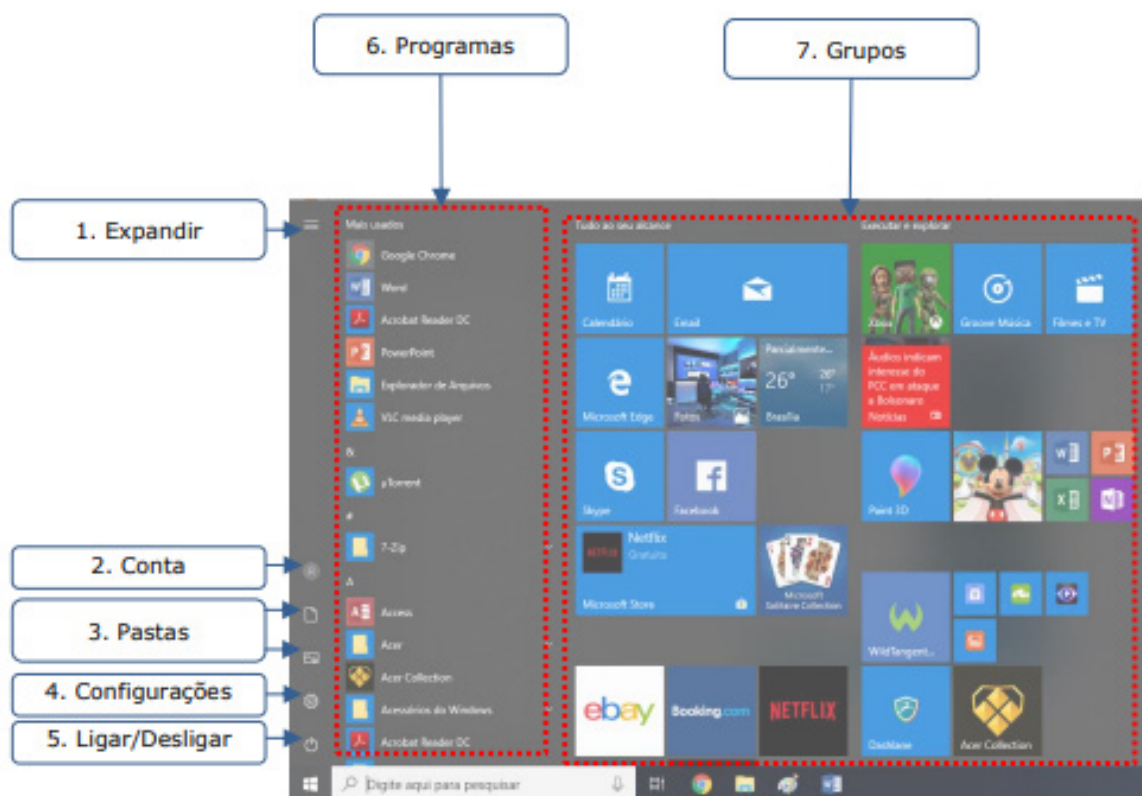 6. Programas
7. Grupos
1. Expandir
2. Conta
3. Pastas
4. Configurações
5. Ligar/Desligar
Mais usados
Google Chrome
Word
Acrobat Reader DC
PowerPoint
Explorador de Arquivos
VLC media player
&
µTorrent
#
7-Zip
A
Access
Acer
Acer Collection
Acessórios do Windows
Acrobat Reader DC
Tudo ao seu alcance
Calendário
Email
Microsoft Edge
Fotos
Parcialmente...
26°
26°
17°
Brasília
Skype
Facebook
Netflix
Gratuito
NETFLIX
Microsoft Store
Microsoft
Solitaire Collection
ebay
Booking.com
NETFLIX
Executar e explorar
Xbox
Groove Música
Filmes e TV
Áudios indicam
interesse do
PCC em ataque
a Bolsonaro
Notícias
Paint 3D
WildTangent...
Dashlane
Acer Collection
Digite aqui para pesquisar